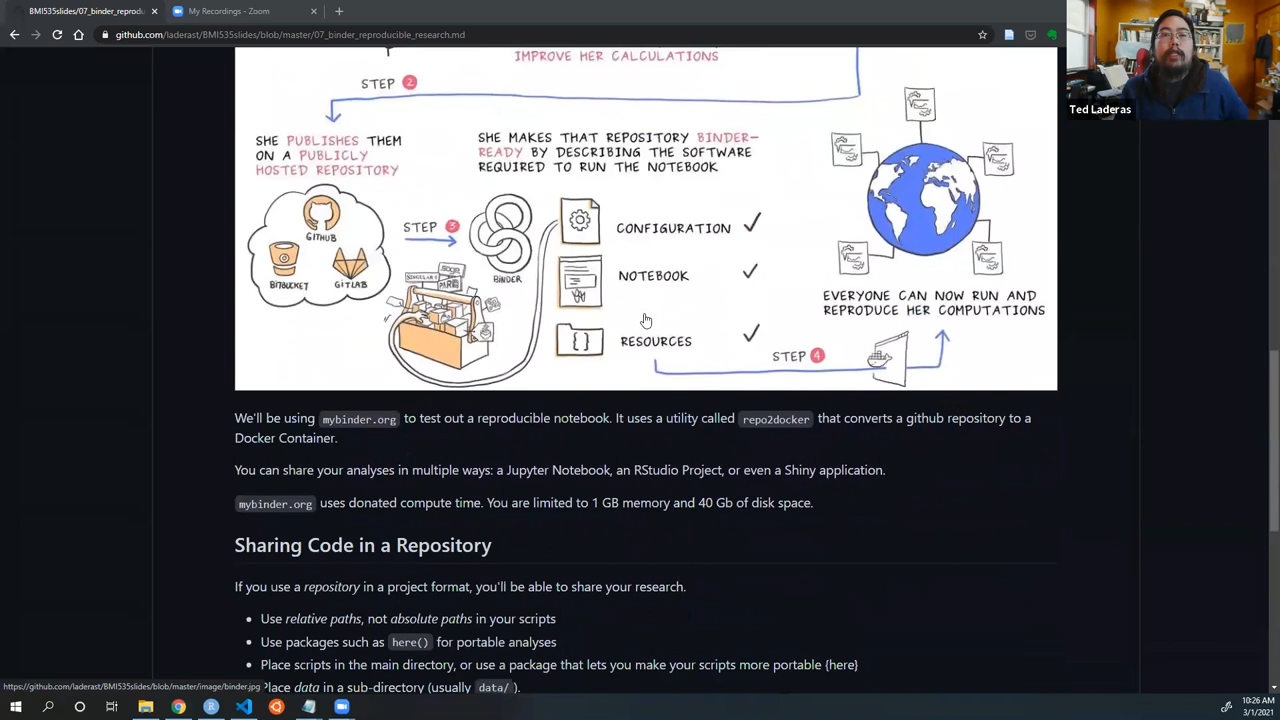 BMI535slides/07_binder_reprodu
My Recordings - Zoom
github.com/laderast/BMI535slides/blob/master/07_binder_reproducible_research.md
Ted Laderas
IMPROVE HER CALCULATIONS
STEP 2
SHE PUBLISHES THEM
ON A PUBLICLY
HOSTED REPOSITORY
SHE MAKES THAT REPOSITORY BINDER-
READY BY DESCRIBING THE SOFTWARE
REQUIRED TO RUN THE NOTEBOOK
GITHUB
BITBUCKET
GITLAB
STEP 3
BINDER
CONFIGURATION
NOTEBOOK
RESOURCES
STEP 4
EVERYONE CAN NOW RUN AND
REPRODUCE HER COMPUTATIONS
We'll be using mybinder.org to test out a reproducible notebook. It uses a utility called repo2docker that converts a github repository to a
Docker Container.
You can share your analyses in multiple ways: a Jupyter Notebook, an RStudio Project, or even a Shiny application.
mybinder.org uses donated compute time. You are limited to 1 GB memory and 40 Gb of disk space.
Sharing Code in a Repository
If you use a repository in a project format, you'll be able to share your research.
• Use relative paths, not absolute paths in your scripts
• Use packages such as here() for portable analyses
• Place scripts in the main directory, or use a package that lets you make your scripts more portable {here}
Place data in a sub-directory (usually data/).
https://github.com/laderast/BMI535slides/blob/master/image/binder.jpg
10:26 AM
3/1/2021